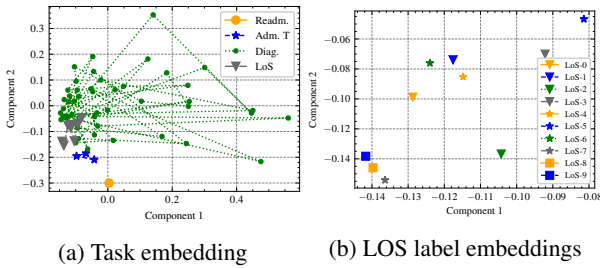 0.3
0.2
0.1
0.0
−0.1
−0.2
−0.3
Component 2
0.0
0.2
0.4
Component 1
Readm.
Adm. T
Diag.
LoS
(a) Task embedding
−0.06
−0.08
−0.10
−0.12
−0.14
Component 2
−0.14 −0.13 −0.12 −0.11 −0.10 −0.09 −0.08
Component 1
LoS-0
LoS-1
LoS-2
LoS-3
LoS-4
LoS-5
LoS-6
LoS-7
LoS-8
LoS-9
(b) LOS label embeddings